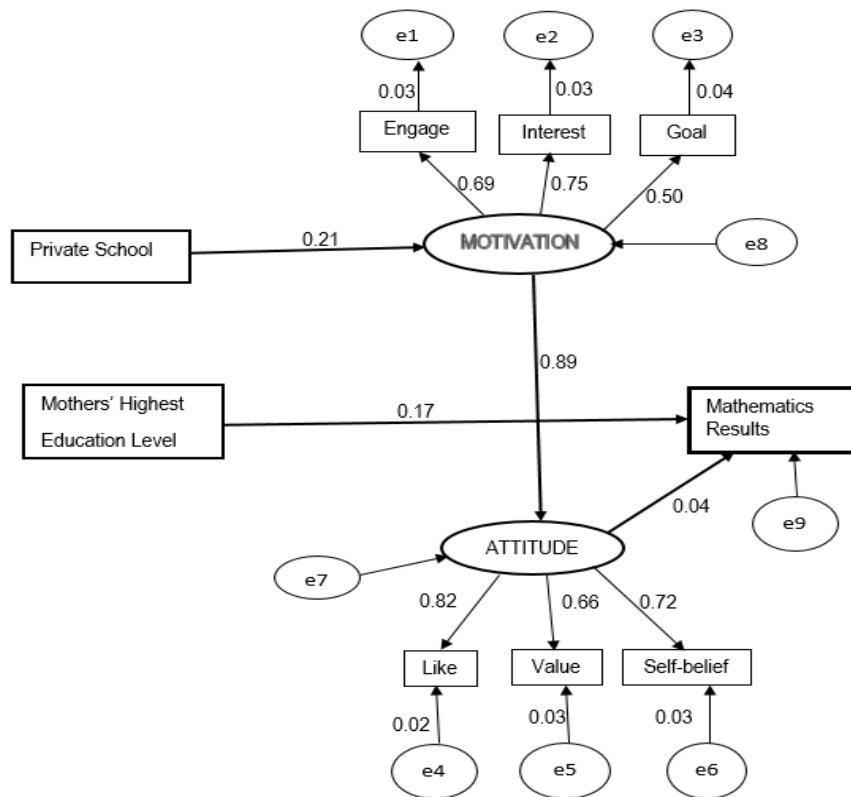 e1
e2
e3
0.03
0.03
0.04
Engage
Interest
Goal
0.69
0.75
0.50
Private School
0.21
MOTIVATION
e8
0.89
Mothers' Highest
Education Level
0.17
Mathematics
Results
0.04
e9
ATTITUDE
e7
0.82
0.66
0.72
Like
Value
Self-belief
0.02
0.03
0.03
e4
e5
e6